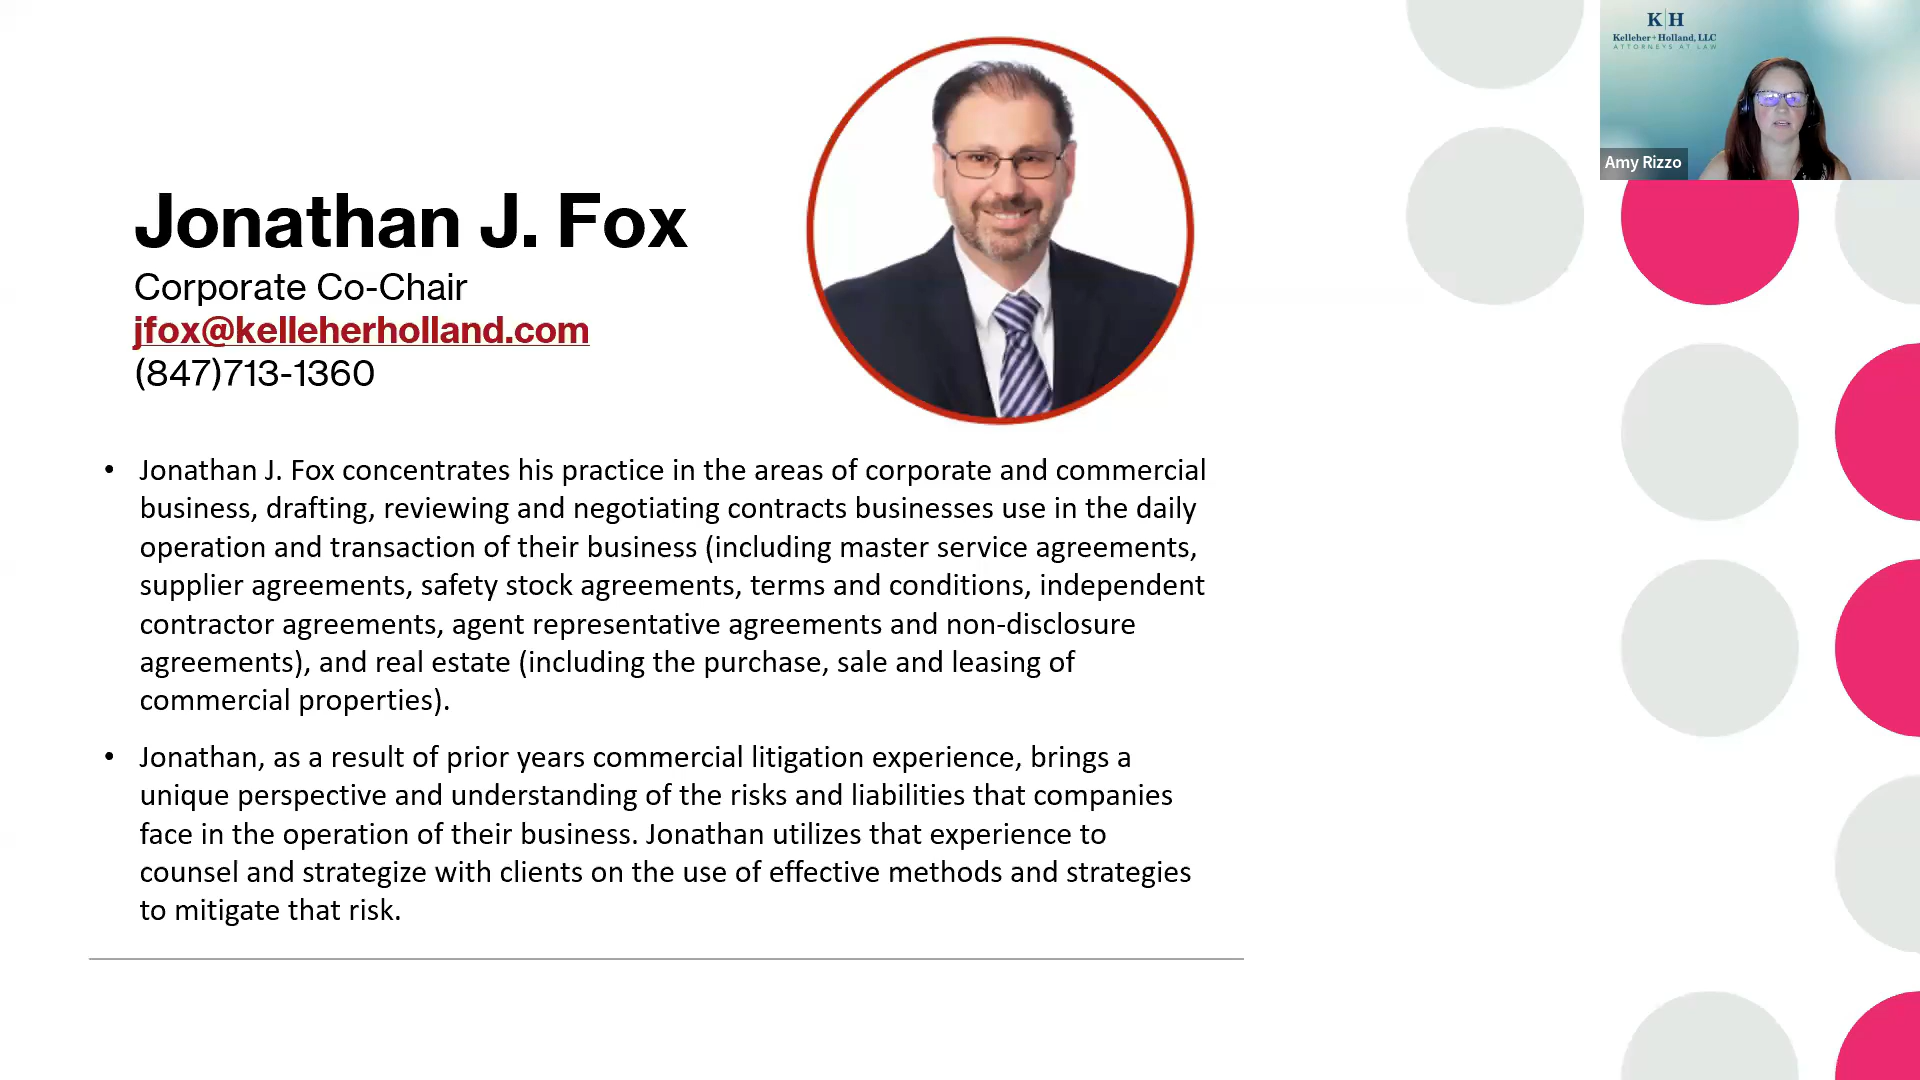 Jonathan J. Fox
Corporate Co-Chair
jfox@kelleherholland.com
(847)713-1360
• Jonathan J. Fox concentrates his practice in the areas of corporate and commercial
business, drafting, reviewing and negotiating contracts businesses use in the daily
operation and transaction of their business (including master service agreements,
supplier agreements, safety stock agreements, terms and conditions, independent
contractor agreements, agent representative agreements and non-disclosure
agreements), and real estate (including the purchase, sale and leasing of
commercial properties).
• Jonathan, as a result of prior years commercial litigation experience, brings a
unique perspective and understanding of the risks and liabilities that companies
face in the operation of their business. Jonathan utilizes that experience to
counsel and strategize with clients on the use of effective methods and strategies
to mitigate that risk.
K|H
Kelleher+Holland, LLC
ATTORNEYS AT LAW
Amy Rizzo